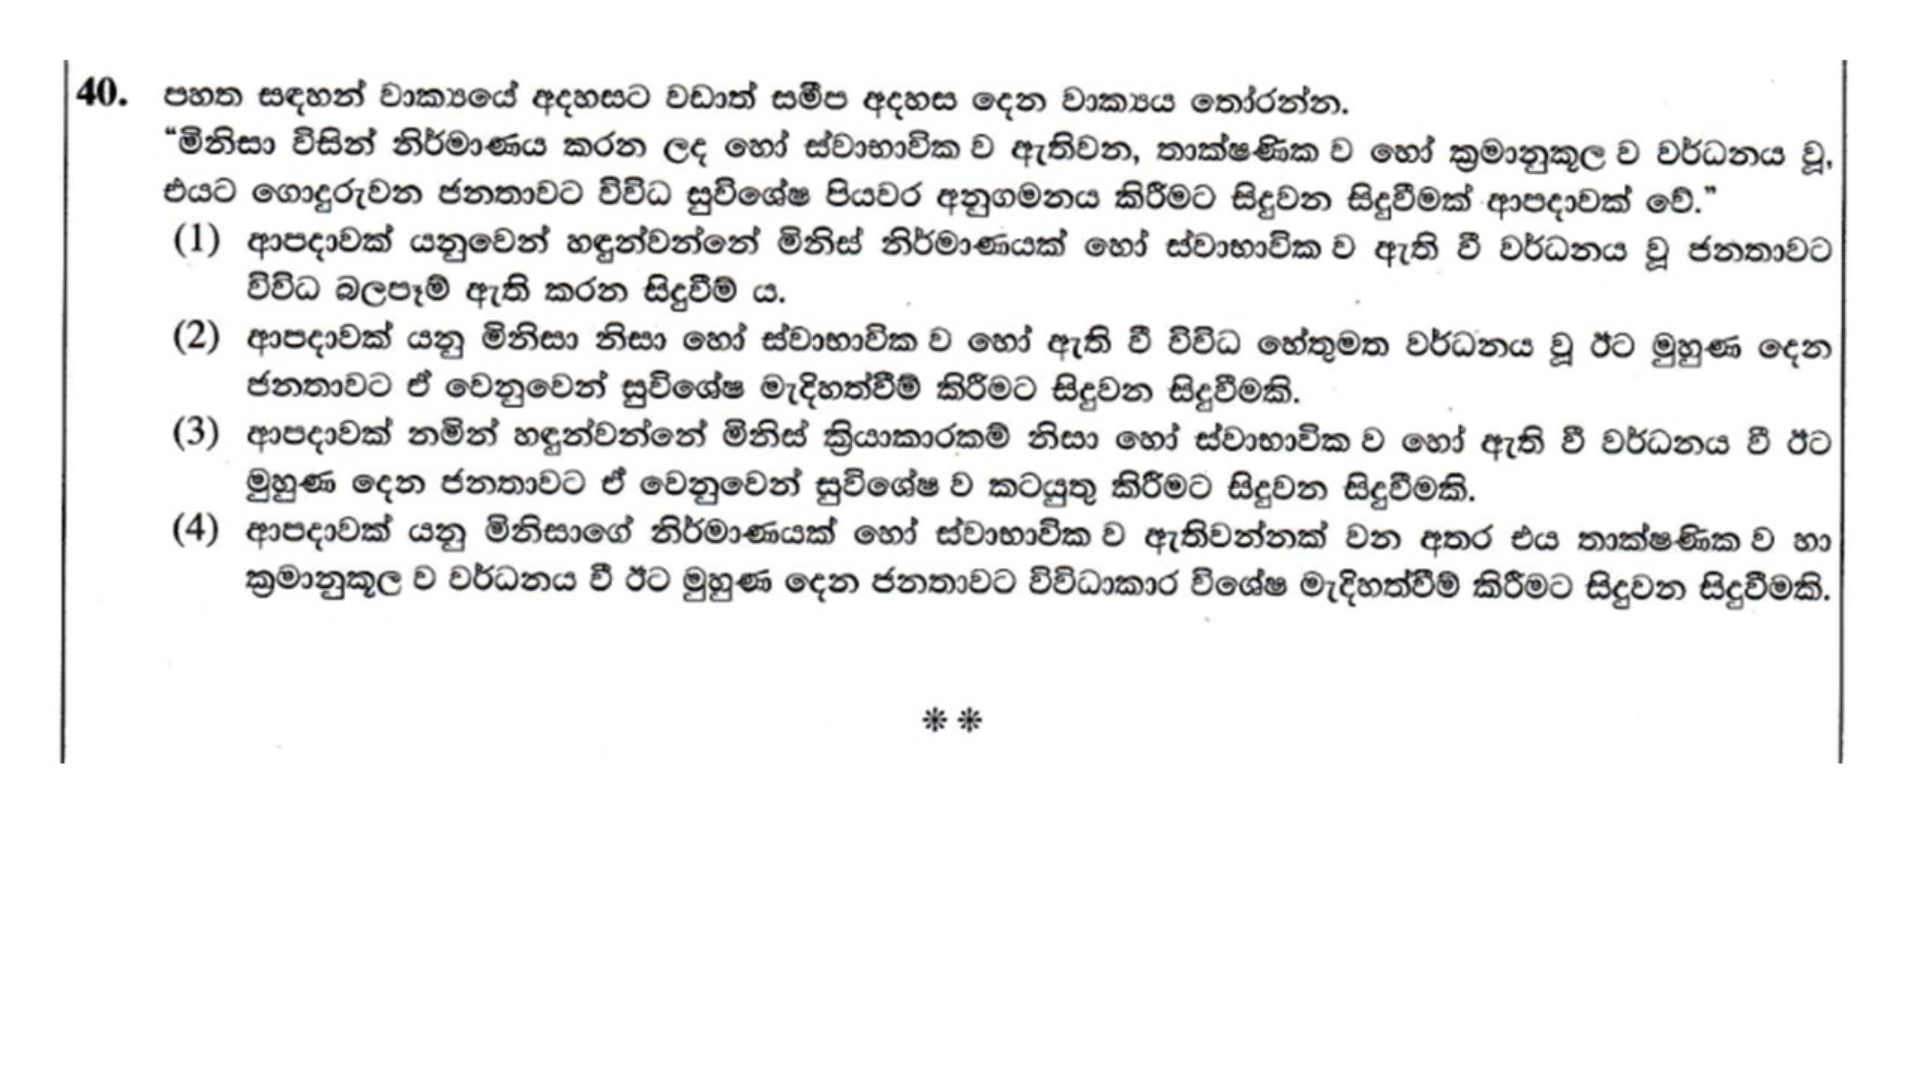 40. පහත සඳහන් වාක්‍යයේ අදහසට වඩාත් සමීප අදහස දෙන වාක්‍යය තෝරන්න.
“මිනිසා විසින් නිර්මාණය කරන ලද හෝ ස්වාභාවික ව ඇතිවන, තාක්ෂණික ව හෝ ක්‍රමානුකූල ව වර්ධනය වූ,
එයට ගොදුරුවන ජනතාවට විවිධ සුවිශේෂ පියවර අනුගමනය කිරීමට සිදුවන සිදුවීමක් ආපදාවක් වේ.”
(1) ආපදාවක් යනුවෙන් හඳුන්වන්නේ මිනිස් නිර්මාණයක් හෝ ස්වාභාවික ව ඇති වී වර්ධනය වූ ජනතාවට
විවිධ බලපෑම් ඇති කරන සිදුවීම් ය.
(2) ආපදාවක් යනු මිනිසා නිසා හෝ ස්වාභාවික ව හෝ ඇති වී විවිධ හේතුමත වර්ධනය වූ ඊට මුහුණ දෙන
ජනතාවට ඒ වෙනුවෙන් සුවිශේෂ මැදිහත්වීම් කිරීමට සිදුවන සිදුවීමකි.
(3) ආපදාවක් නමින් හඳුන්වන්නේ මිනිස් ක්‍රියාකාරකම් නිසා හෝ ස්වාභාවික ව හෝ ඇති වී වර්ධනය වී ඊට
මුහුණ දෙන ජනතාවට ඒ වෙනුවෙන් සුවිශේෂ ව කටයුතු කිරීමට සිදුවන සිදුවීමකි.
(4) ආපදාවක් යනු මිනිසාගේ නිර්මාණයක් හෝ ස්වාභාවික ව ඇතිවන්නක් වන අතර එය තාක්ෂණික ව හා
ක්‍රමානුකූල ව වර්ධනය වී ඊට මුහුණ දෙන ජනතාවට විවිධාකාර විශේෂ මැදිහත්වීම් කිරීමට සිදුවන සිදුවීමකි.